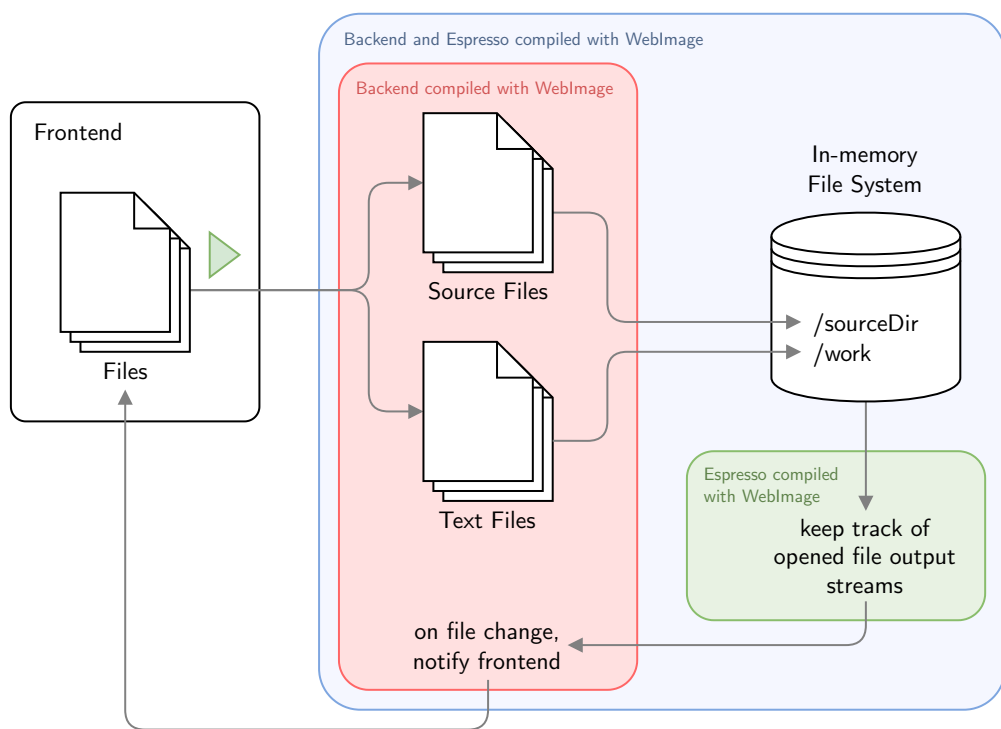 Backend and Espresso compiled with WebImage
Backend compiled with WebImage
Frontend
Files
Source Files
Text Files
In-memory
File System
/sourceDir
/work
Espresso compiled
with WebImage
keep track of
opened file output
streams
on file change,
notify frontend